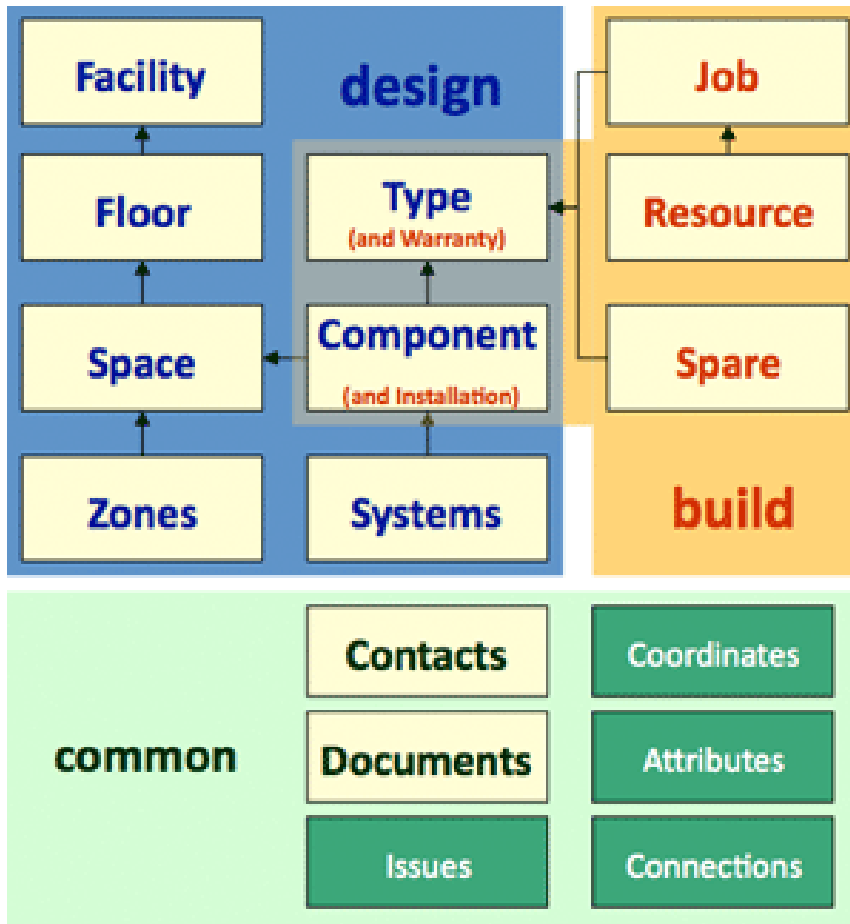 Facility
design
Job
Floor
Type
(and Warranty)
Resource
Space
Component
(and Installation)
Spare
Zones
Systems
build
common
Contacts
Coordinates
Documents
Attributes
Issues
Connections